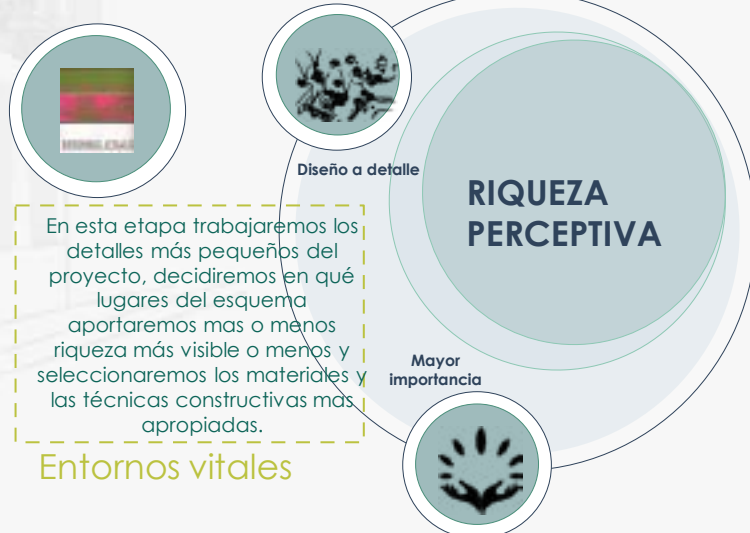 Diseño a detalle
RIQUEZA
PERCEPTIVA
En esta etapa trabajaremos los
detalles más pequeños del
proyecto, decidiremos en qué
lugares del esquema
aportaremos mas o menos
riqueza más visible o menos y
seleccionaremos los materiales y
las técnicas constructivas mas
apropiadas.
Mayor
importancia
Entornos vitales